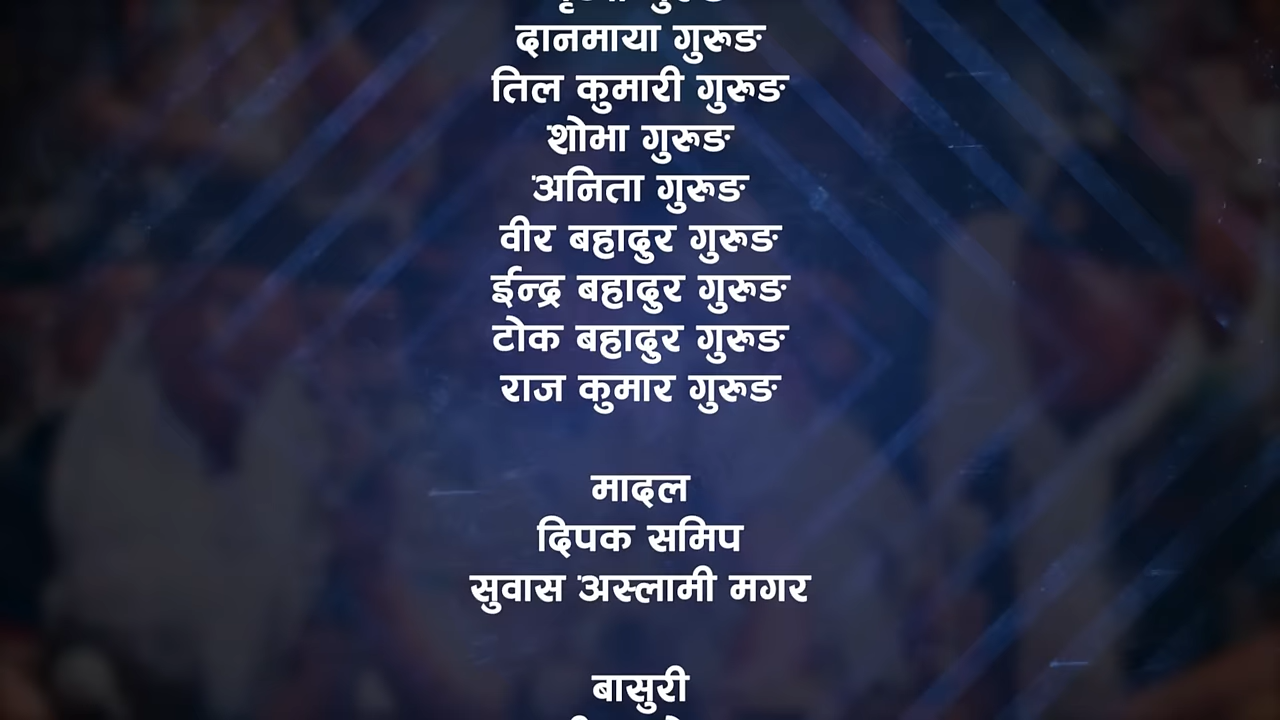 दानमाया गुरूङ
तिल कुमारी गुरूङ
शोभा गुरूङ
अनिता गुरूङ
वीर बहादुर गुरूङ
ईन्द्र बहादुर गुरूङ
टोक बहादुर गुरूङ
राज कुमार गुरूङ
मादल
दिपक समिप
सुवास अस्लामी मगर
बासुरी